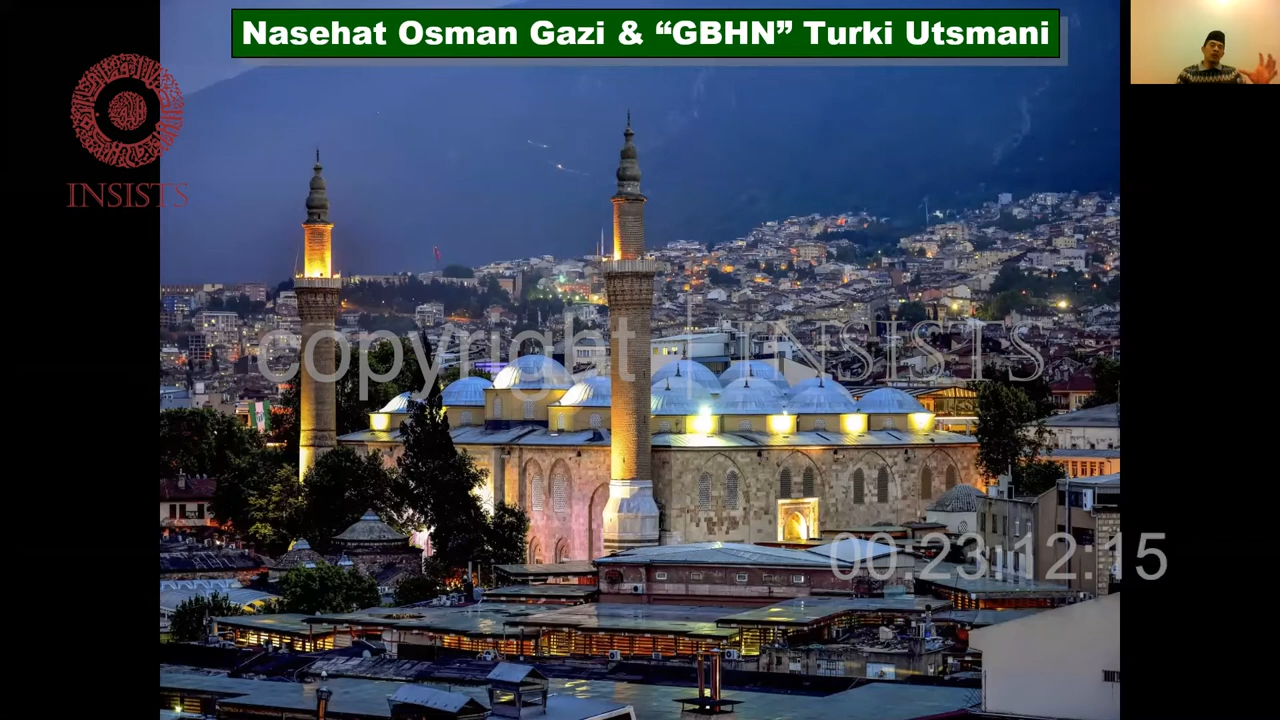 Nasehat Osman Gazi & “GBHN” Turki Utsmani
INSISTS
copyright | INSISTS
00:23:12:15